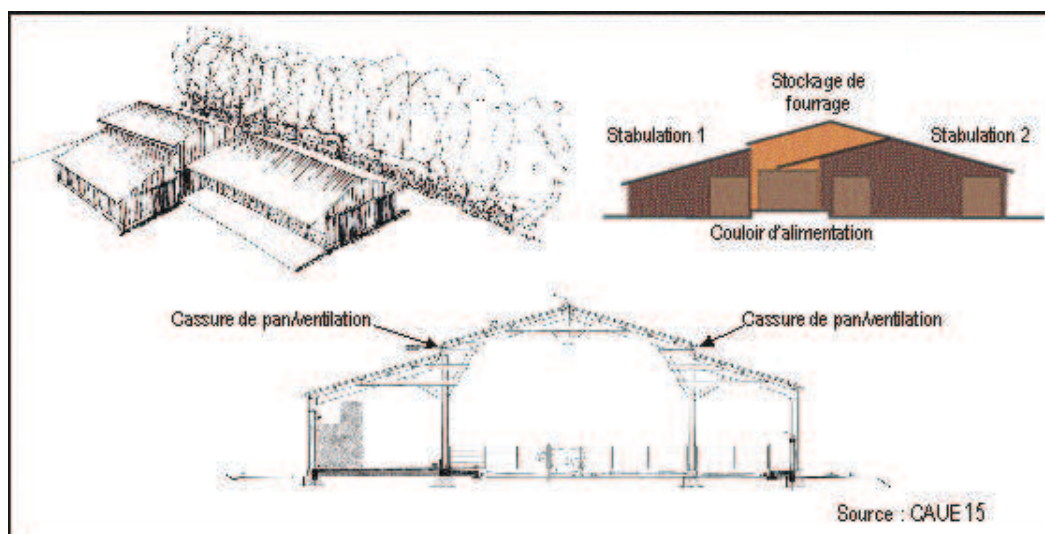 Stockage de
fourrage
Stabulation 1
Stabulation 2
Couloir d'alimentation
Cassure de pan/ventilation
Cassure de pan/ventilation
Source : CAUE 15